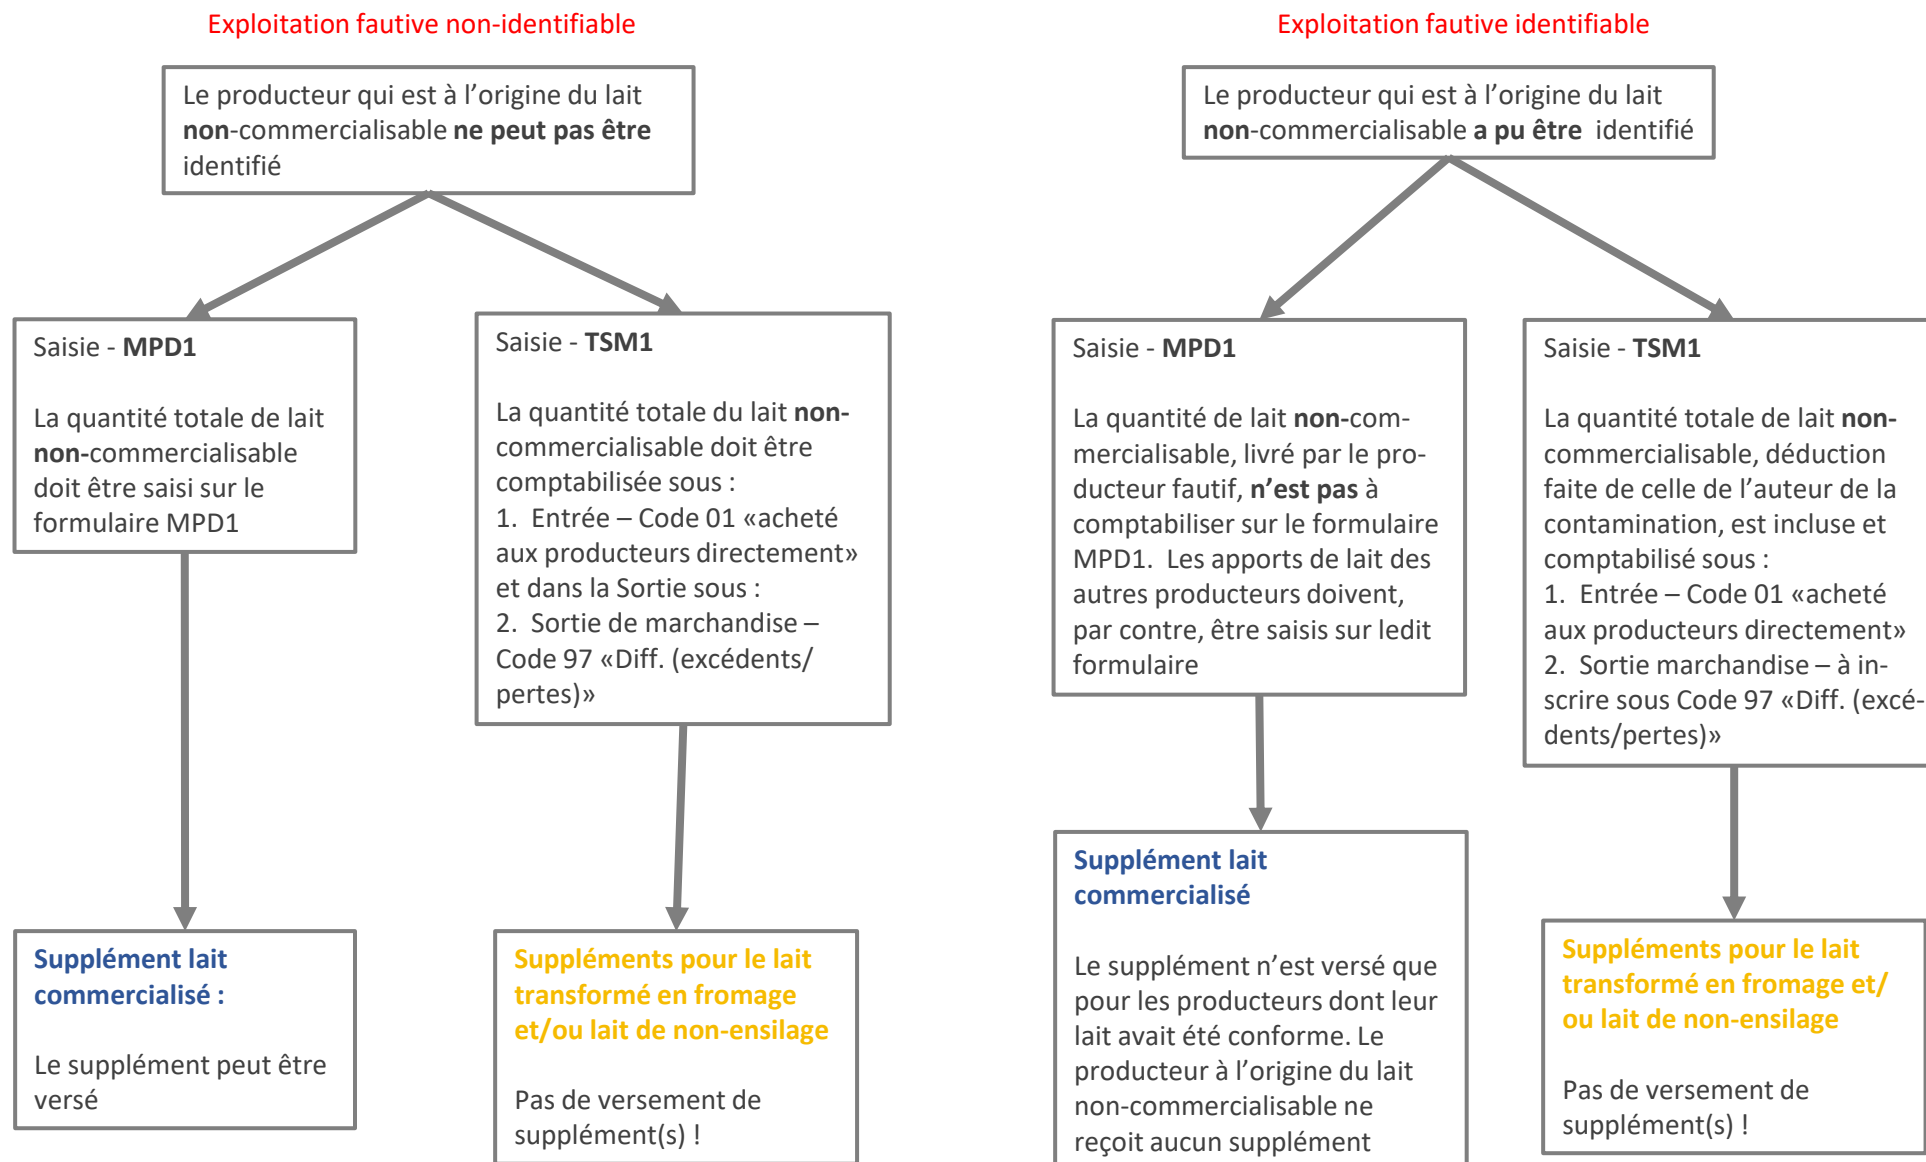 Exploitation fautive non-identifiable
Le producteur qui est à l’origine du lait
non-commercialisable ne peut pas être
identifié
Saisie - MPD1
La quantité totale de lait
non-commercialisable
doit être saisi sur le
formulaire MPD1
Saisie - TSM1
La quantité totale du lait non-
commercialisable doit être
comptabilisée sous :
1. Entrée – Code 01 «acheté
aux producteurs directement»
et dans la Sortie sous :
2. Sortie de marchandise –
Code 97 «Diff. (excédents/
pertes)»
Supplément lait
commercialisé :
Le supplément peut être
versé
Suppléments pour le lait
transformé en fromage
et/ou lait de non-ensilage
Pas de versement de
supplément(s) !
Exploitation fautive identifiable
Le producteur qui est à l’origine du lait
non-commercialisable a pu être identifié
Saisie - MPD1
La quantité de lait non-com-
mercialisable, livré par le pro-
ducteur fautif, n’est pas à
comptabiliser sur le formulaire
MPD1. Les apports de lait des
autres producteurs doivent,
par contre, être saisis sur ledit
formulaire
Saisie - TSM1
La quantité totale de lait non-
commercialisable, déduction
faite de celle de l’auteur de la
contamination, est incluse et
comptabilisé sous :
1. Entrée – Code 01 «acheté
aux producteurs directement»
2. Sortie marchandise – à in-
scrire sous Code 97 «Diff. (excé-
dents/pertes)»
Supplément lait
commercialisé
Le supplément n’est versé que
pour les producteurs dont leur
lait avait été conforme. Le
producteur à l’origine du lait
non-commercialisable ne
reçoit aucun supplément
Suppléments pour le lait
transformé en fromage et/
ou lait de non-ensilage
Pas de versement de
supplément(s) !